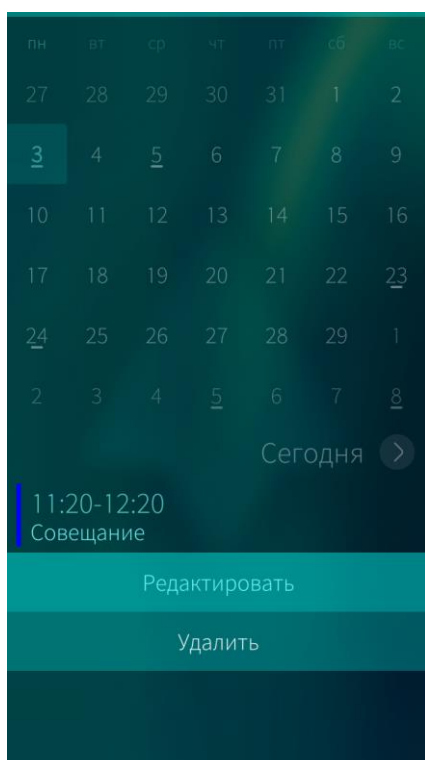 пн вт ср чт пт сб вс
27 28 29 30 31 1 2
3 4 5 6 7 8 9
10 11 12 13 14 15 16
17 18 19 20 21 22 23
24 25 26 27 28 29 1
2 3 4 5 6 7 8
Сегодня
11:20-12:20
Совещание
Редактировать
Удалить